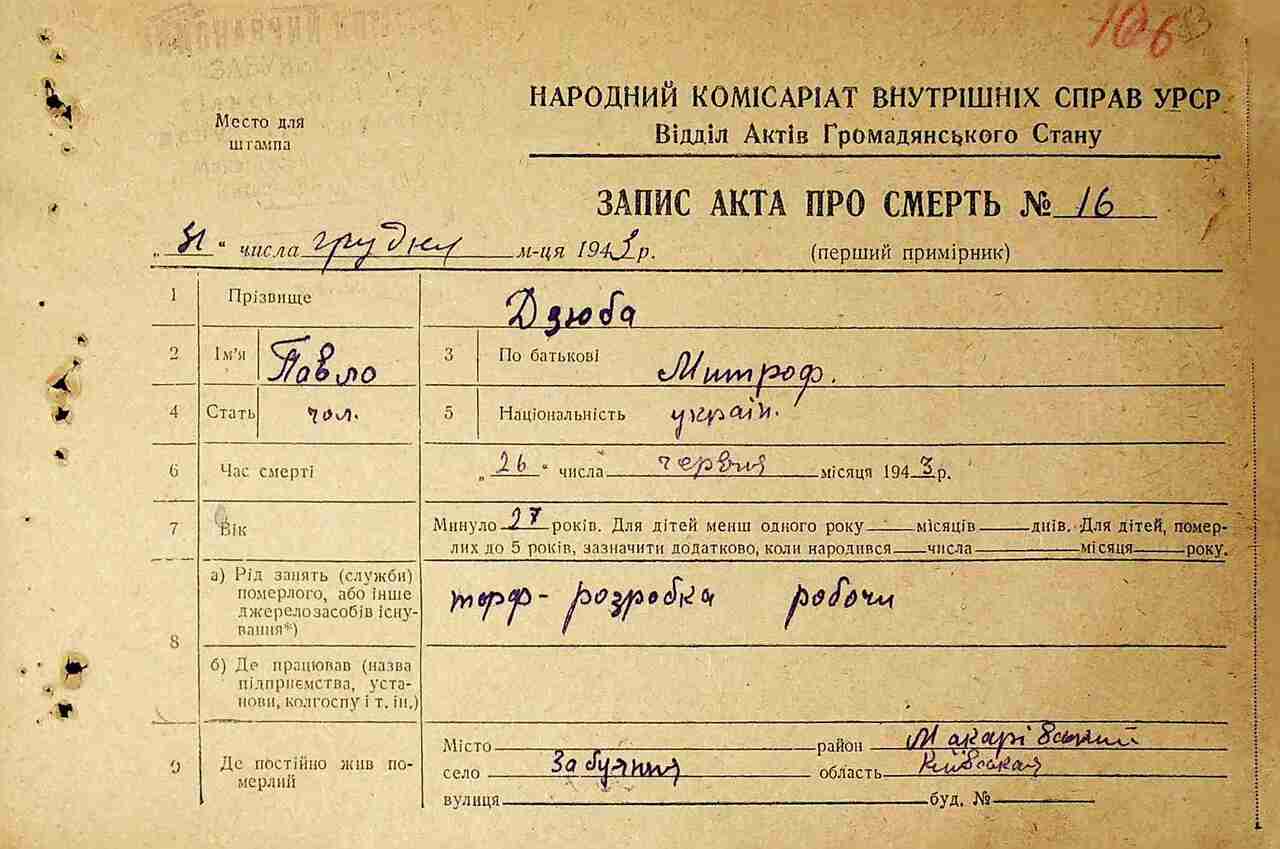 106 53
НАРОДНИЙ КОМІСАРІАТ ВНУТРІШНІХ СПРАВ УРСР
Відділ Актів Громадянського Стану
Место для
штампа
ЗАПИС АКТА ПРО СМЕРТЬ № 16
„31“ числа грудня м-ця 1943 р.
(перший примірник)
1 Прізвище Дзюба
2 Ім'я Павло 3 По батькові Митроф.
4 Стать чол. 5 Національність україн.
6 Час смерті „26“ числа червня місяця 1943 р.
7 Вік Минуло 27 років. Для дітей менш одного року місяців днів. Для дітей, помер-
лих до 5 років, зазначити додатково, коли народився числа місяця року.
8 а) Рід занять (служби)
померлого, або інше
джерело засобів існу-
вання*)
торф-розробка робочи
б) Де працював (назва
підприємства, уста-
нови, колгоспу і т. ін.)
9 Де постійно жив по-
мерлий
Місто район Макарівський
село Забуяння область Київская
вулиця буд. №